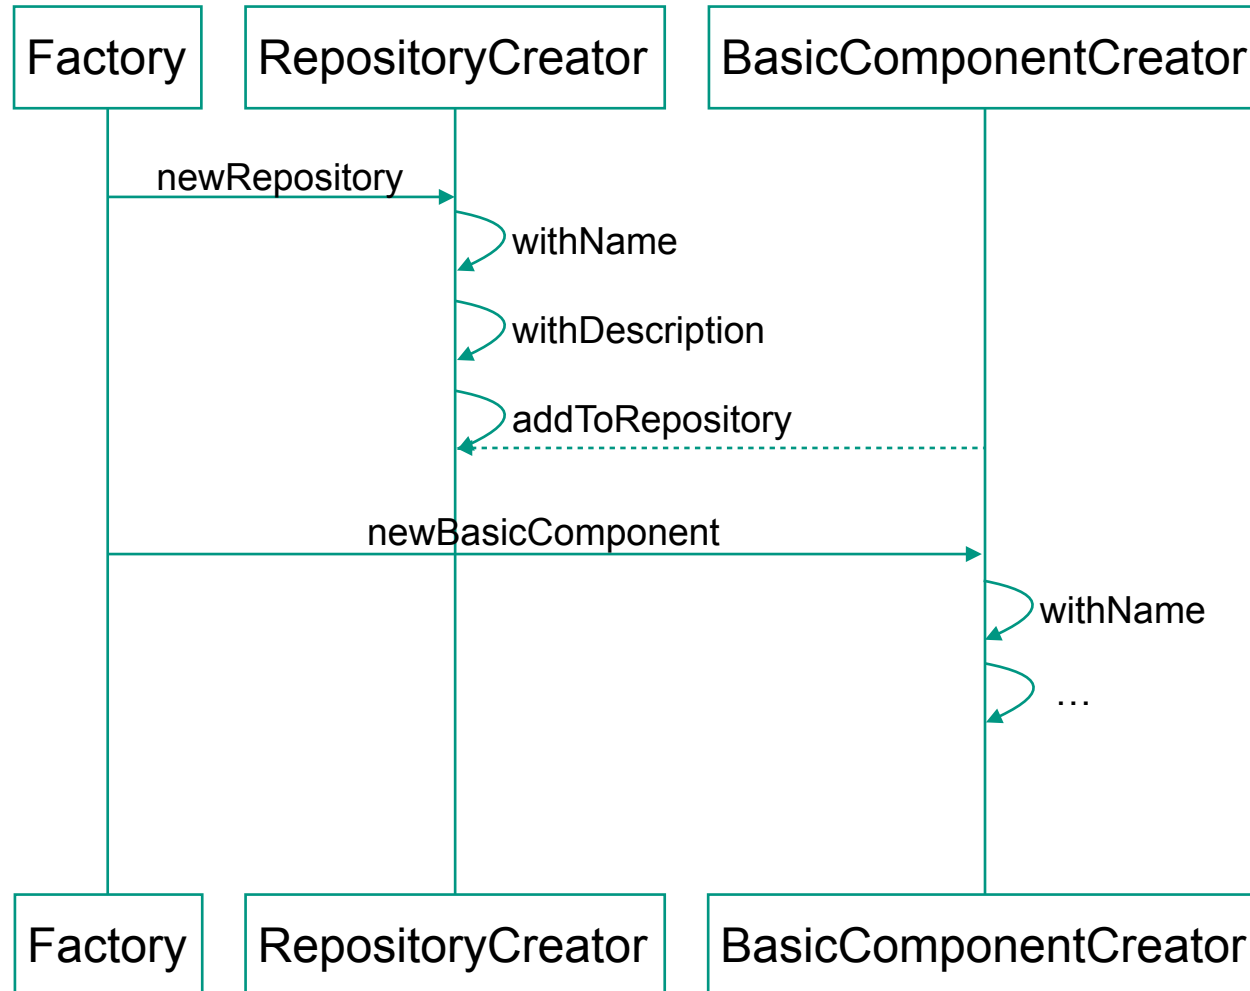 Factory
RepositoryCreator
BasicComponentCreator
newRepository
withName
withDescription
addToRepository
newBasicComponent
withName
…
Factory
RepositoryCreator
BasicComponentCreator